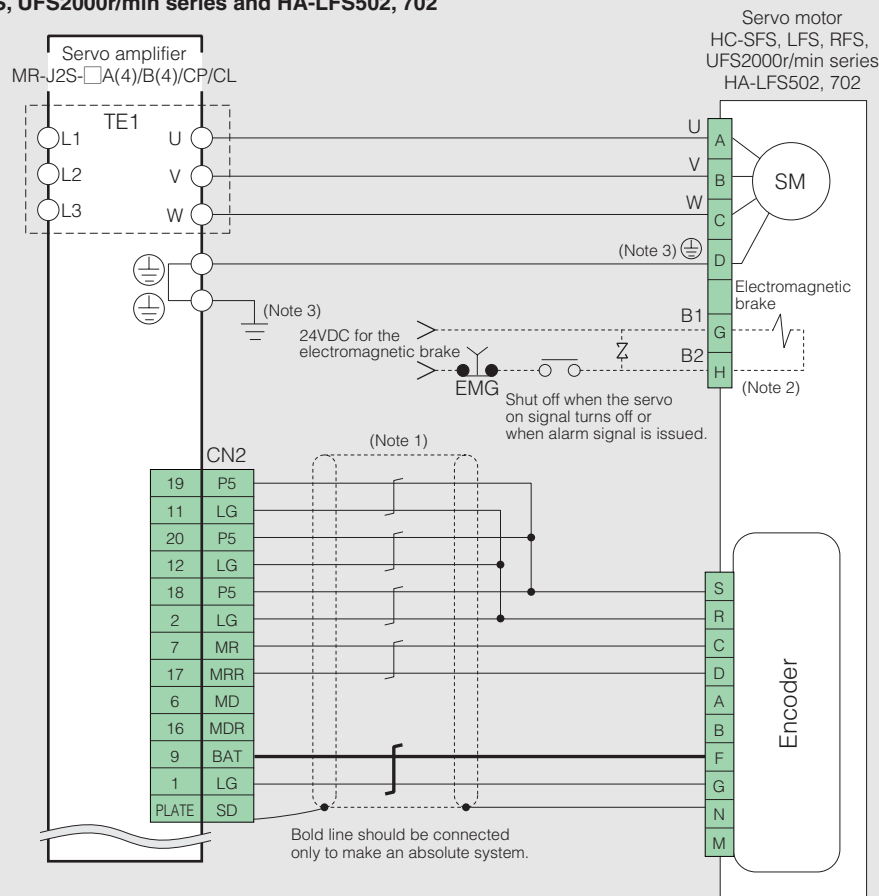 S, UFS2000r/min series and HA-LFS502, 702
Servo motor
HC-SFS, LFS, RFS,
UFS2000r/min series
HA-LFS502, 702
Servo amplifier
MR-J2S-□A(4)/B(4)/CP/CL
TE1
L1
U
U
A
L2
V
V
B
SM
L3
W
W
C
(Note 3)
D
(Note 3)
Electromagnetic
brake
24VDC for the
electromagnetic brake
B1
G
B2
H
EMG
(Note 2)
Shut off when the servo
on signal turns off or
when alarm signal is issued.
(Note 1)
CN2
19 P5
11 LG
20 P5
12 LG
18 P5
2 LG
7 MR
17 MRR
6 MD
16 MDR
9 BAT
1 LG
PLATE SD
S
R
C
D
A
B
F
G
N
M
Encoder
Bold line should be connected
only to make an absolute system.